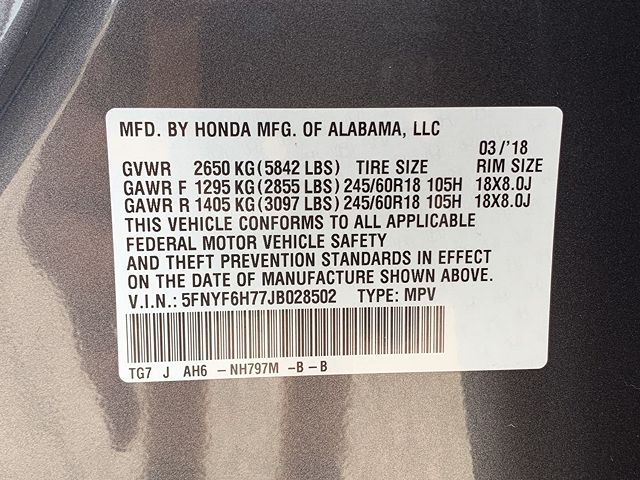 MFD. BY HONDA MFG. OF ALABAMA, LLC
03/'18
GVWR 2650 KG(5842 LBS) TIRE SIZE RIM SIZE
GAWR F 1295 KG(2855 LBS) 245/60R18 105H 18X8.0J
GAWR R 1405 KG(3097 LBS) 245/60R18 105H 18X8.0J
THIS VEHICLE CONFORMS TO ALL APPLICABLE
FEDERAL MOTOR VEHICLE SAFETY
AND THEFT PREVENTION STANDARDS IN EFFECT
ON THE DATE OF MANUFACTURE SHOWN ABOVE.
V.I.N.: 5FNYF6H77JB028502 TYPE: MPV
TG7 J AH6 -NH797M -B-B